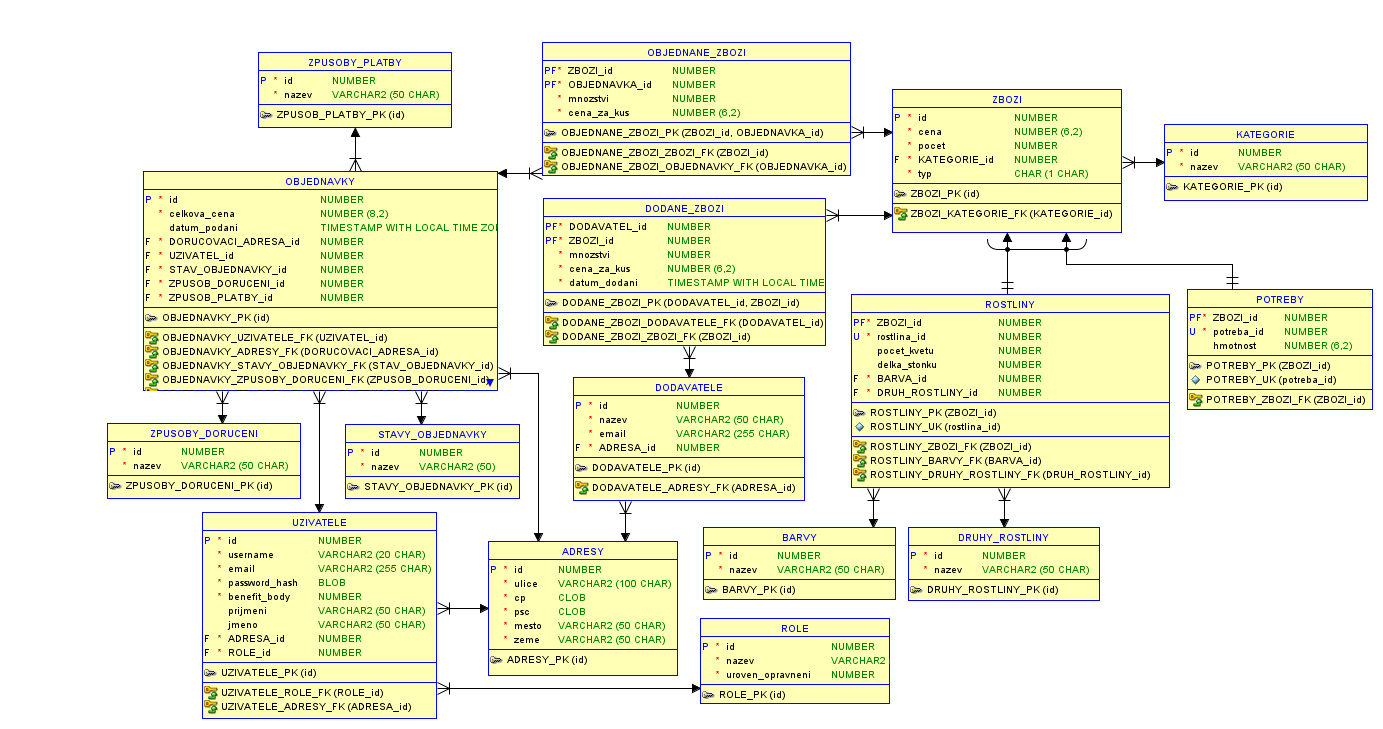 ZPUSOBY_PLATBY
P * id NUMBER
* nazev VARCHAR2 (50 CHAR)
ZPUSOB_PLATBY_PK (id)
OBJEDNANE_ZBOZI
PF* ZBOZI_id NUMBER
PF* OBJEDNAVKA_id NUMBER
* mnozstvi NUMBER
* cena_za_kus NUMBER (6,2)
OBJEDNANE_ZBOZI_PK (ZBOZI_id, OBJEDNAVKA_id)
OBJEDNANE_ZBOZI_ZBOZI_FK (ZBOZI_id)
OBJEDNANE_ZBOZI_OBJEDNAVKY_FK (OBJEDNAVKA_id)
ZBOZI
P * id NUMBER
* cena NUMBER (6,2)
* pocet NUMBER
F * KATEGORIE_id NUMBER
* typ CHAR (1 CHAR)
ZBOZI_PK (id)
ZBOZI_KATEGORIE_FK (KATEGORIE_id)
KATEGORIE
P * id NUMBER
* nazev VARCHAR2 (50 CHAR)
KATEGORIE_PK (id)
OBJEDNAVKY
P * id NUMBER
* celkova_cena NUMBER (8,2)
datum_podani TIMESTAMP WITH LOCAL TIME ZO
F * DORUCOVACI_ADRESA_id NUMBER
F * UZIVATEL_id NUMBER
F * STAV_OBJEDNAVKY_id NUMBER
F * ZPUSOB_DORUCENI_id NUMBER
F * ZPUSOB_PLATBY_id NUMBER
OBJEDNAVKY_PK (id)
OBJEDNAVKY_UZIVATELE_FK (UZIVATEL_id)
OBJEDNAVKY_ADRESY_FK (DORUCOVACI_ADRESA_id)
OBJEDNAVKY_STAVY_OBJEDNAVKY_FK (STAV_OBJEDNAVKY_id)
OBJEDNAVKY_ZPUSOBY_DORUCENI_FK (ZPUSOB_DORUCENI_id)
DODANE_ZBOZI
PF* DODAVATEL_id NUMBER
PF* ZBOZI_id NUMBER
* mnozstvi NUMBER
* cena_za_kus NUMBER (6,2)
* datum_dodani TIMESTAMP WITH LOCAL TIME
DODANE_ZBOZI_PK (DODAVATEL_id, ZBOZI_id)
DODANE_ZBOZI_DODAVATELE_FK (DODAVATEL_id)
DODANE_ZBOZI_ZBOZI_FK (ZBOZI_id)
ROSTLINY
PF* ZBOZI_id NUMBER
U * rostlina_id NUMBER
pocet_kvetu NUMBER
delka_stonku NUMBER
F * BARVA_id NUMBER
F * DRUH_ROSTLINY_id NUMBER
ROSTLINY_PK (ZBOZI_id)
ROSTLINY_UK (rostlina_id)
ROSTLINY_ZBOZI_FK (ZBOZI_id)
ROSTLINY_BARVY_FK (BARVA_id)
ROSTLINY_DRUHY_ROSTLINY_FK (DRUH_ROSTLINY_id)
POTREBY
PF* ZBOZI_id NUMBER
U * potreba_id NUMBER
hmotnost NUMBER (6,2)
POTREBY_PK (ZBOZI_id)
POTREBY_UK (potreba_id)
POTREBY_ZBOZI_FK (ZBOZI_id)
ZPUSOBY_DORUCENI
P * id NUMBER
* nazev VARCHAR2 (50 CHAR)
ZPUSOBY_DORUCENI_PK (id)
STAVY_OBJEDNAVKY
P * id NUMBER
* nazev VARCHAR2 (50)
STAVY_OBJEDNAVKY_PK (id)
DODAVATELE
P * id NUMBER
* nazev VARCHAR2 (50 CHAR)
* email VARCHAR2 (255 CHAR)
F * ADRESA_id NUMBER
DODAVATELE_PK (id)
DODAVATELE_ADRESY_FK (ADRESA_id)
UZIVATELE
P * id NUMBER
* username VARCHAR2 (20 CHAR)
* email VARCHAR2 (255 CHAR)
* password_hash BLOB
* benefit_body NUMBER
prijmeni VARCHAR2 (50 CHAR)
jmeno VARCHAR2 (50 CHAR)
F * ADRESA_id NUMBER
F * ROLE_id NUMBER
UZIVATELE_PK (id)
UZIVATELE_ROLE_FK (ROLE_id)
UZIVATELE_ADRESY_FK (ADRESA_id)
ADRESY
P * id NUMBER
* ulice VARCHAR2 (100 CHAR)
* cp CLOB
* psc CLOB
* mesto VARCHAR2 (50 CHAR)
* zeme VARCHAR2 (50 CHAR)
ADRESY_PK (id)
BARVY
P * id NUMBER
* nazev VARCHAR2 (50 CHAR)
BARVY_PK (id)
DRUHY_ROSTLINY
P * id NUMBER
* nazev VARCHAR2 (50 CHAR)
DRUHY_ROSTLINY_PK (id)
ROLE
P * id NUMBER
* nazev VARCHAR2
* uroven_opravneni NUMBER
ROLE_PK (id)